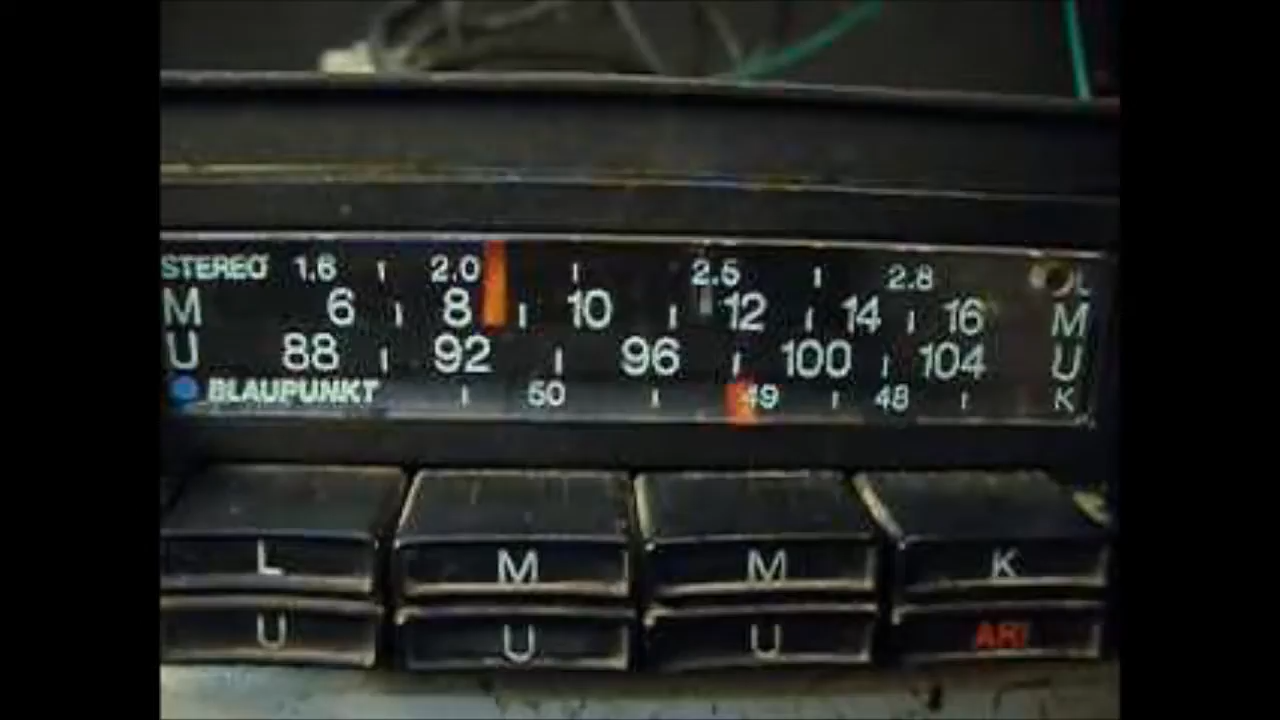 STEREO 1.6 2.0 2.5 2.8 L
M 6 8 10 12 14 16 M
U 88 92 96 100 104 U
BLAUPUNKT 50 49 48 K
L M M K
U U U ARI